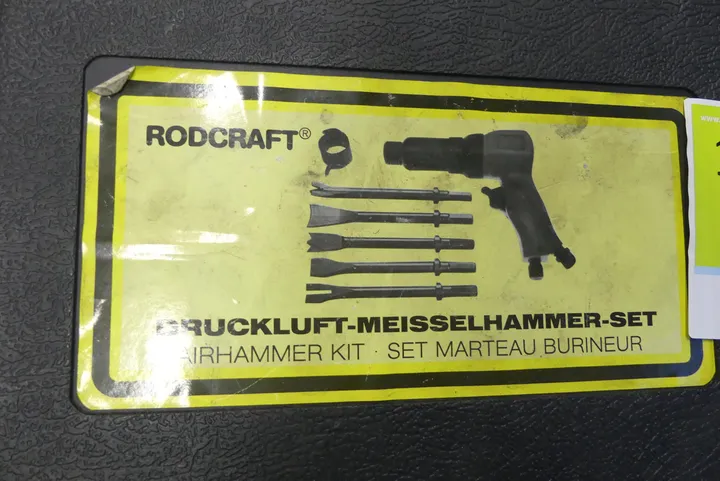 RODCRAFT®
DRUCKLUFT-MEISSELHAMMER-SET
AIRHAMMER KIT · SET MARTEAU BURINEUR